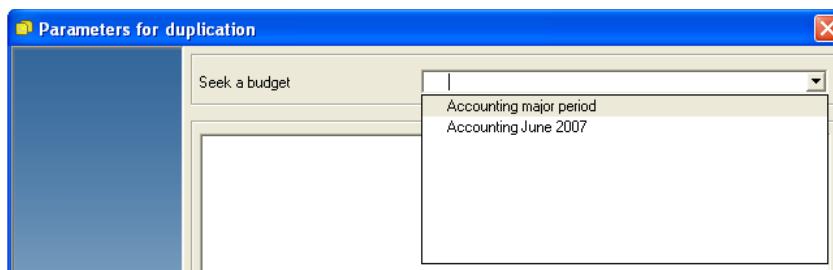 Parameters for duplication
Seek a budget
Accounting major period
Accounting June 2007